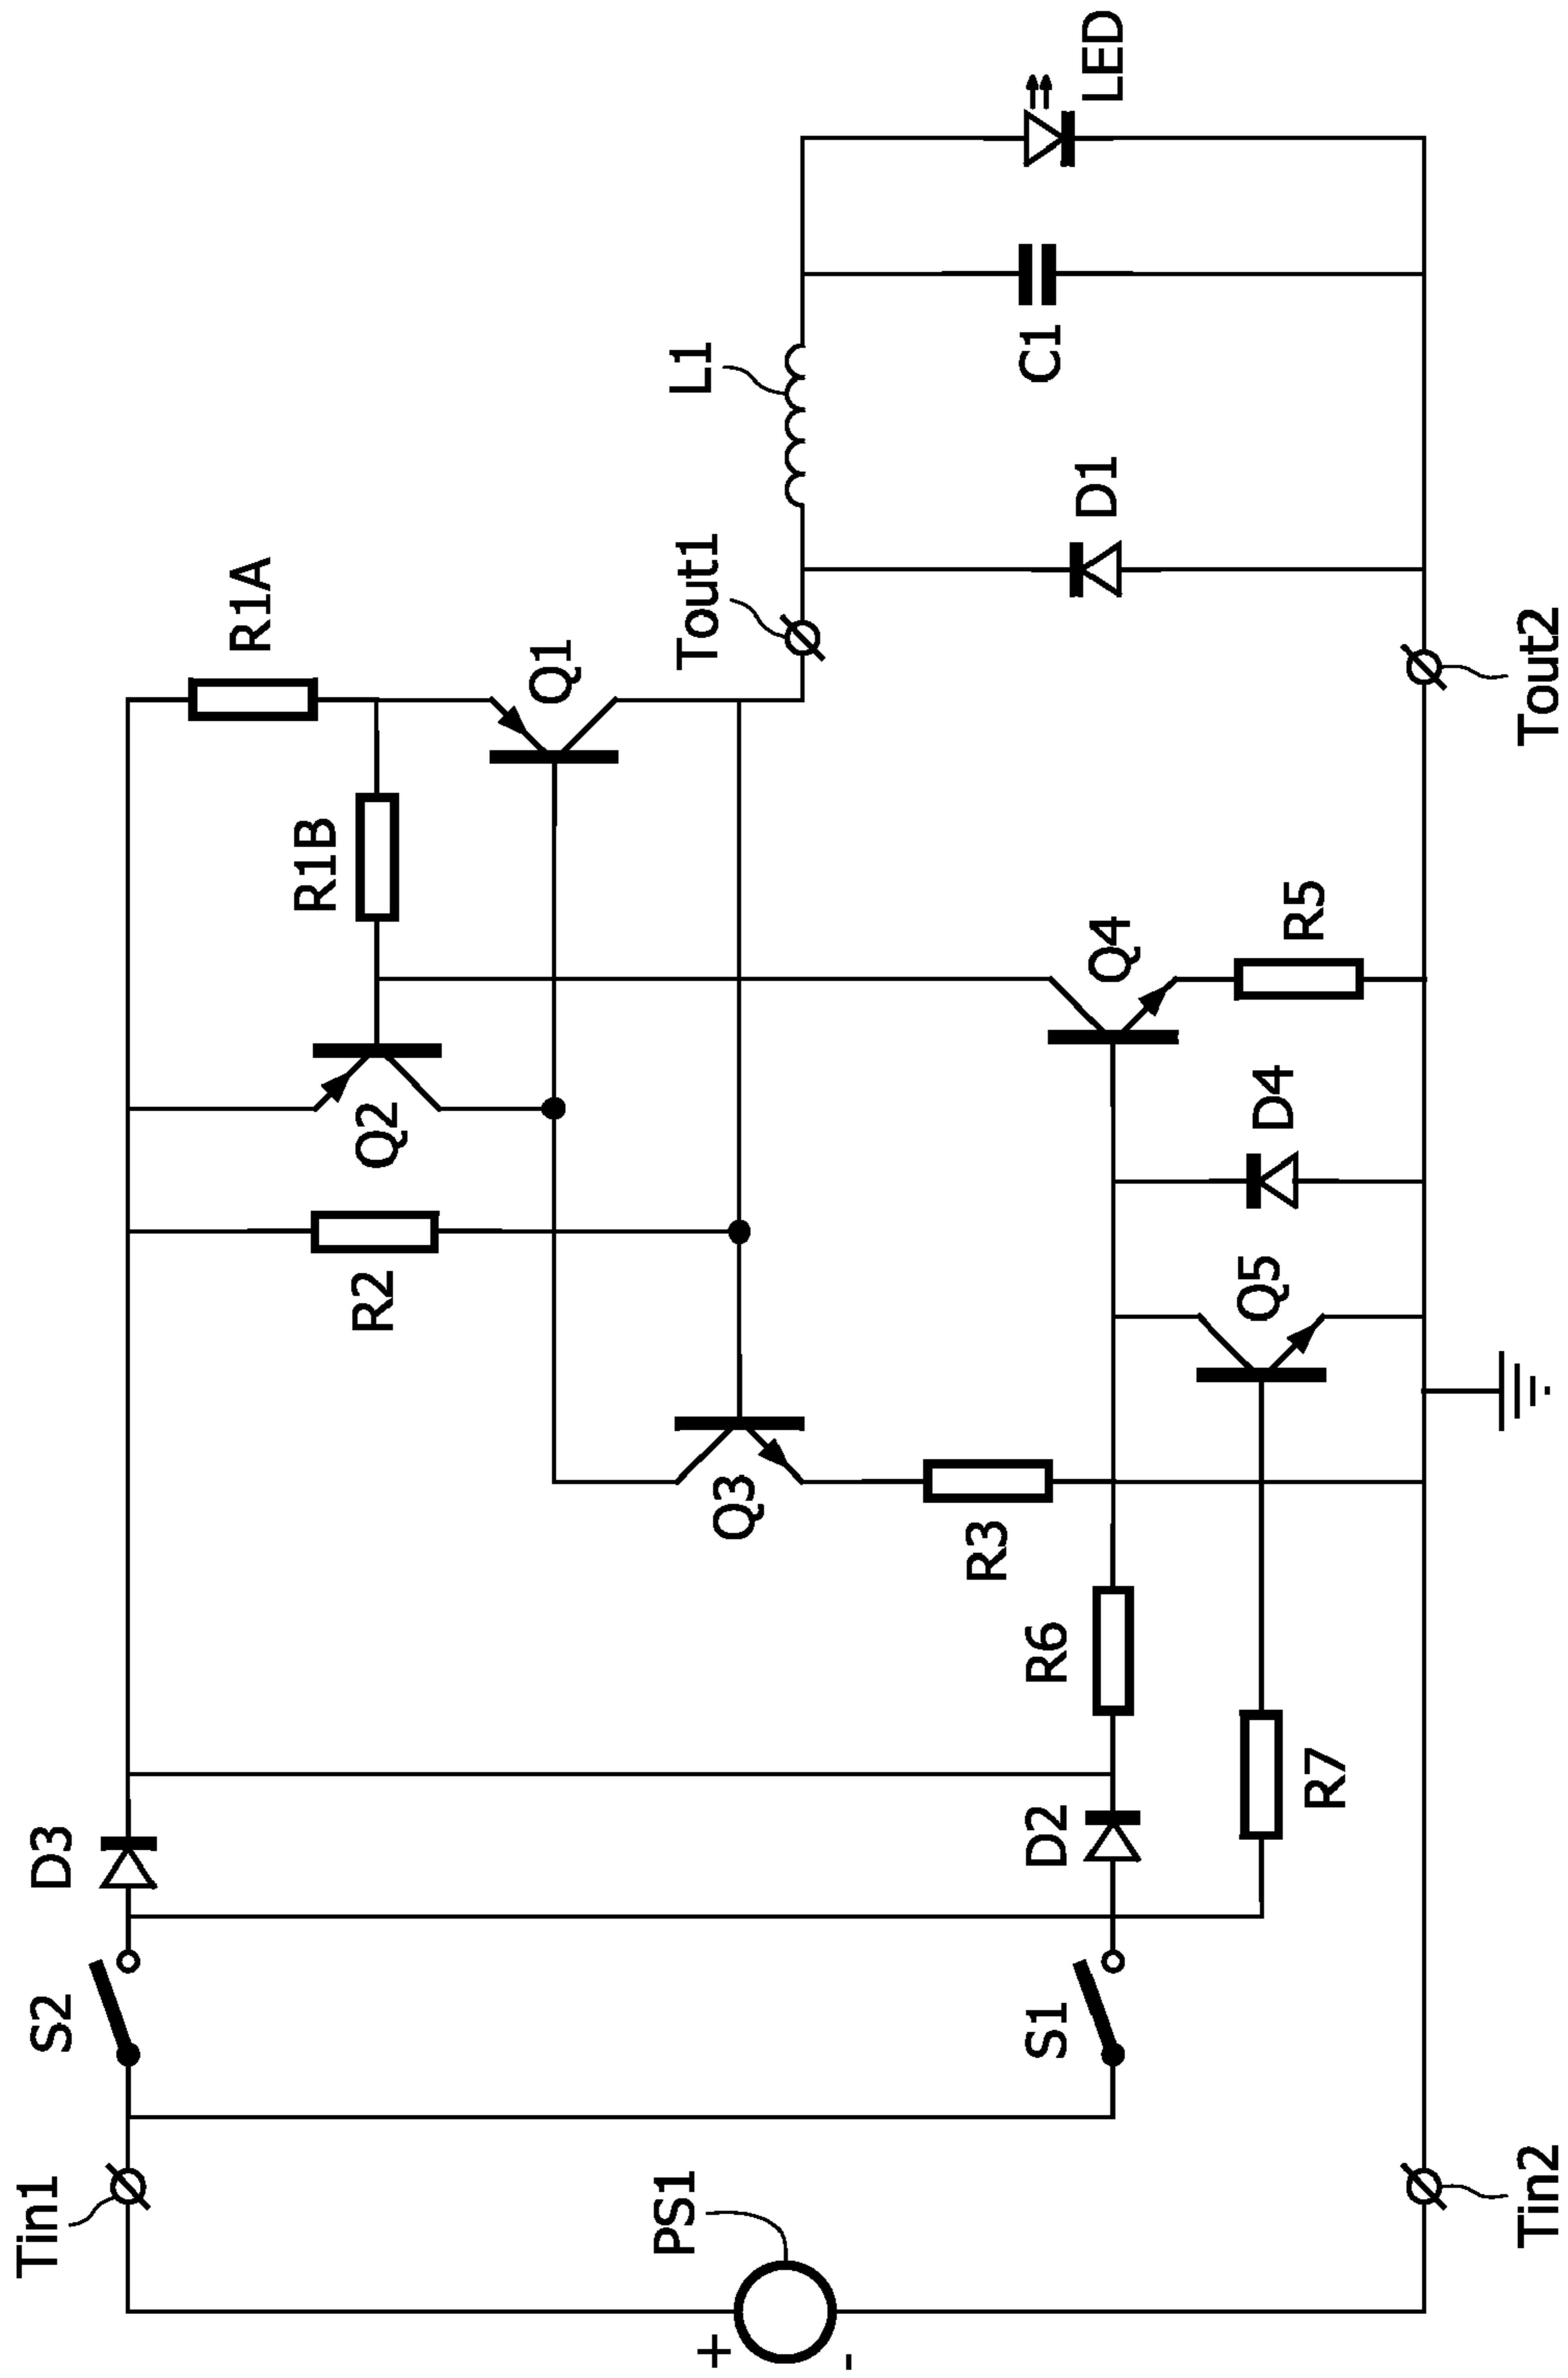 Tin1
S2
D3
R1A
R1B
Q2
R2
Q1
Tout1
L1
PS1
+
-
Q3
R3
S1
D2
R6
Q4
C1
D1
LED
R7
Q5
D4
R5
Tin2
Tout2